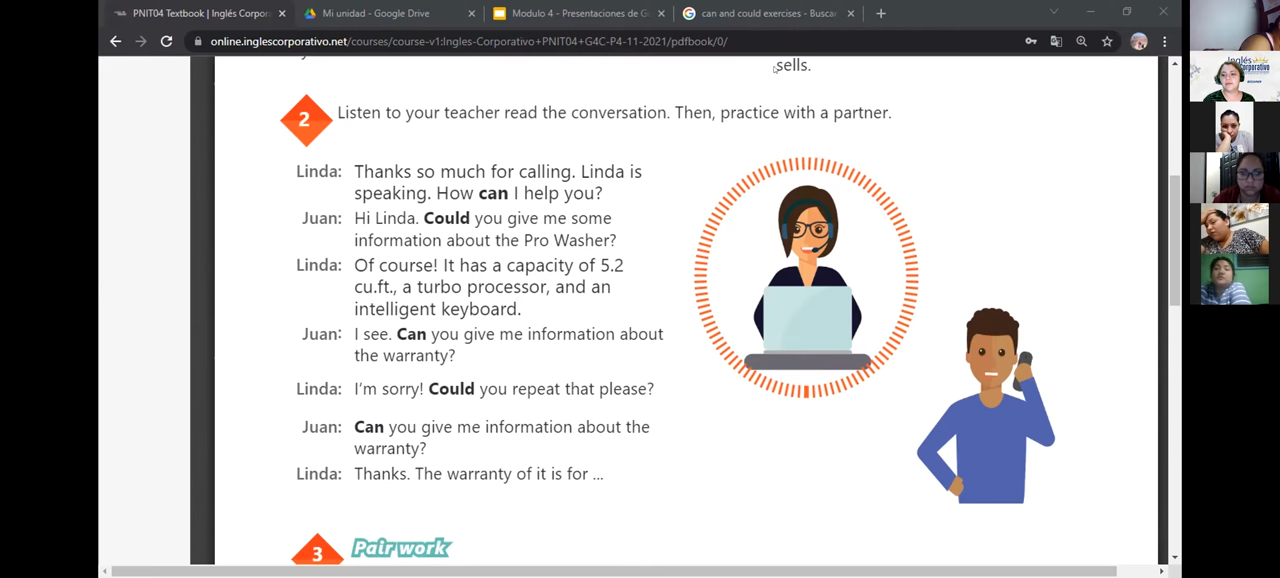 PNIT04 Textbook | Inglés Corpor
Mi unidad - Google Drive
Modulo 4 - Presentaciones de G
can and could exercises - Buscar
online.inglescorporativo.net/courses/course-v1:Ingles-Corporativo+PNIT04+G4C-P4-11-2021/pdfbook/0/
sells.
2
Listen to your teacher read the conversation. Then, practice with a partner.
Linda: Thanks so much for calling. Linda is
speaking. How can I help you?
Juan: Hi Linda. Could you give me some
information about the Pro Washer?
Linda: Of course! It has a capacity of 5.2
cu.ft., a turbo processor, and an
intelligent keyboard.
Juan: I see. Can you give me information about
the warranty?
Linda: I'm sorry! Could you repeat that please?
Juan: Can you give me information about the
warranty?
Linda: Thanks. The warranty of it is for ...
3
Pair work
Inglés